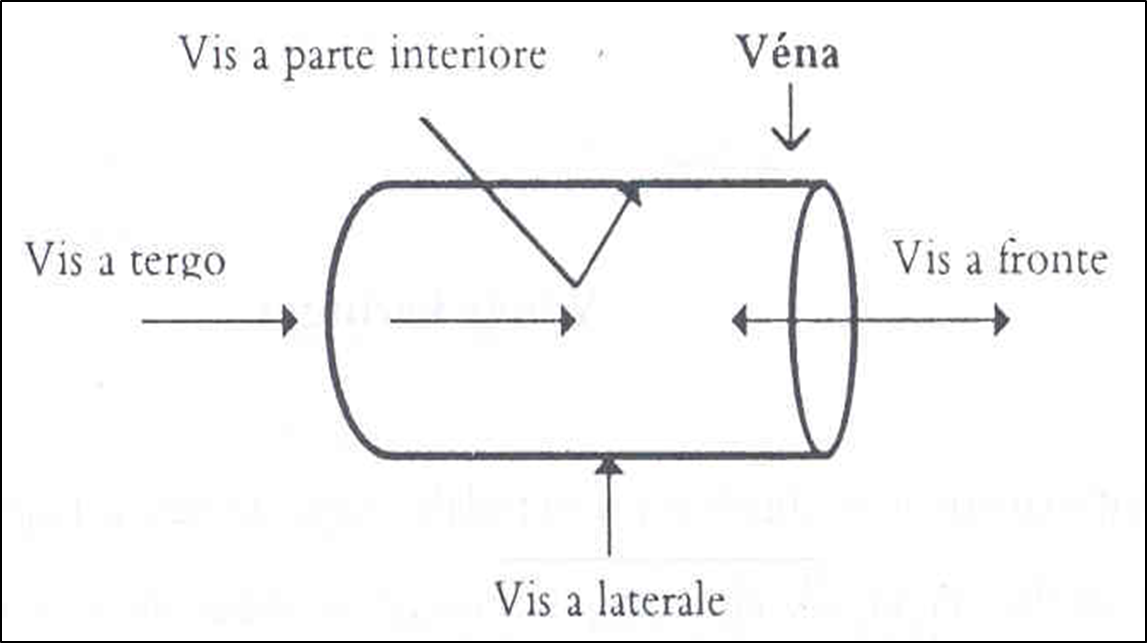 Vis a parte interiore
Véna
Vis a tergo
Vis a fronte
Vis a laterale